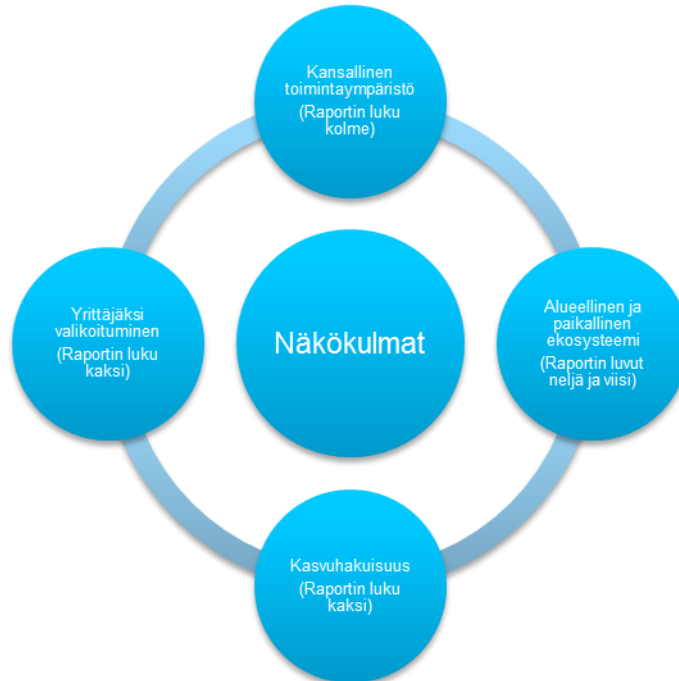 Kansallinen
toimintaympäristö
(Raportin luku
kolme)
Yrittäjäksi
valikoituminen
(Raportin luku
kaksi)
Näkökulmat
Alueellinen ja
paikallinen
ekosysteemi
(Raportin luvut
neljä ja viisi)
Kasvuhakuisuus
(Raportin luku
kaksi)